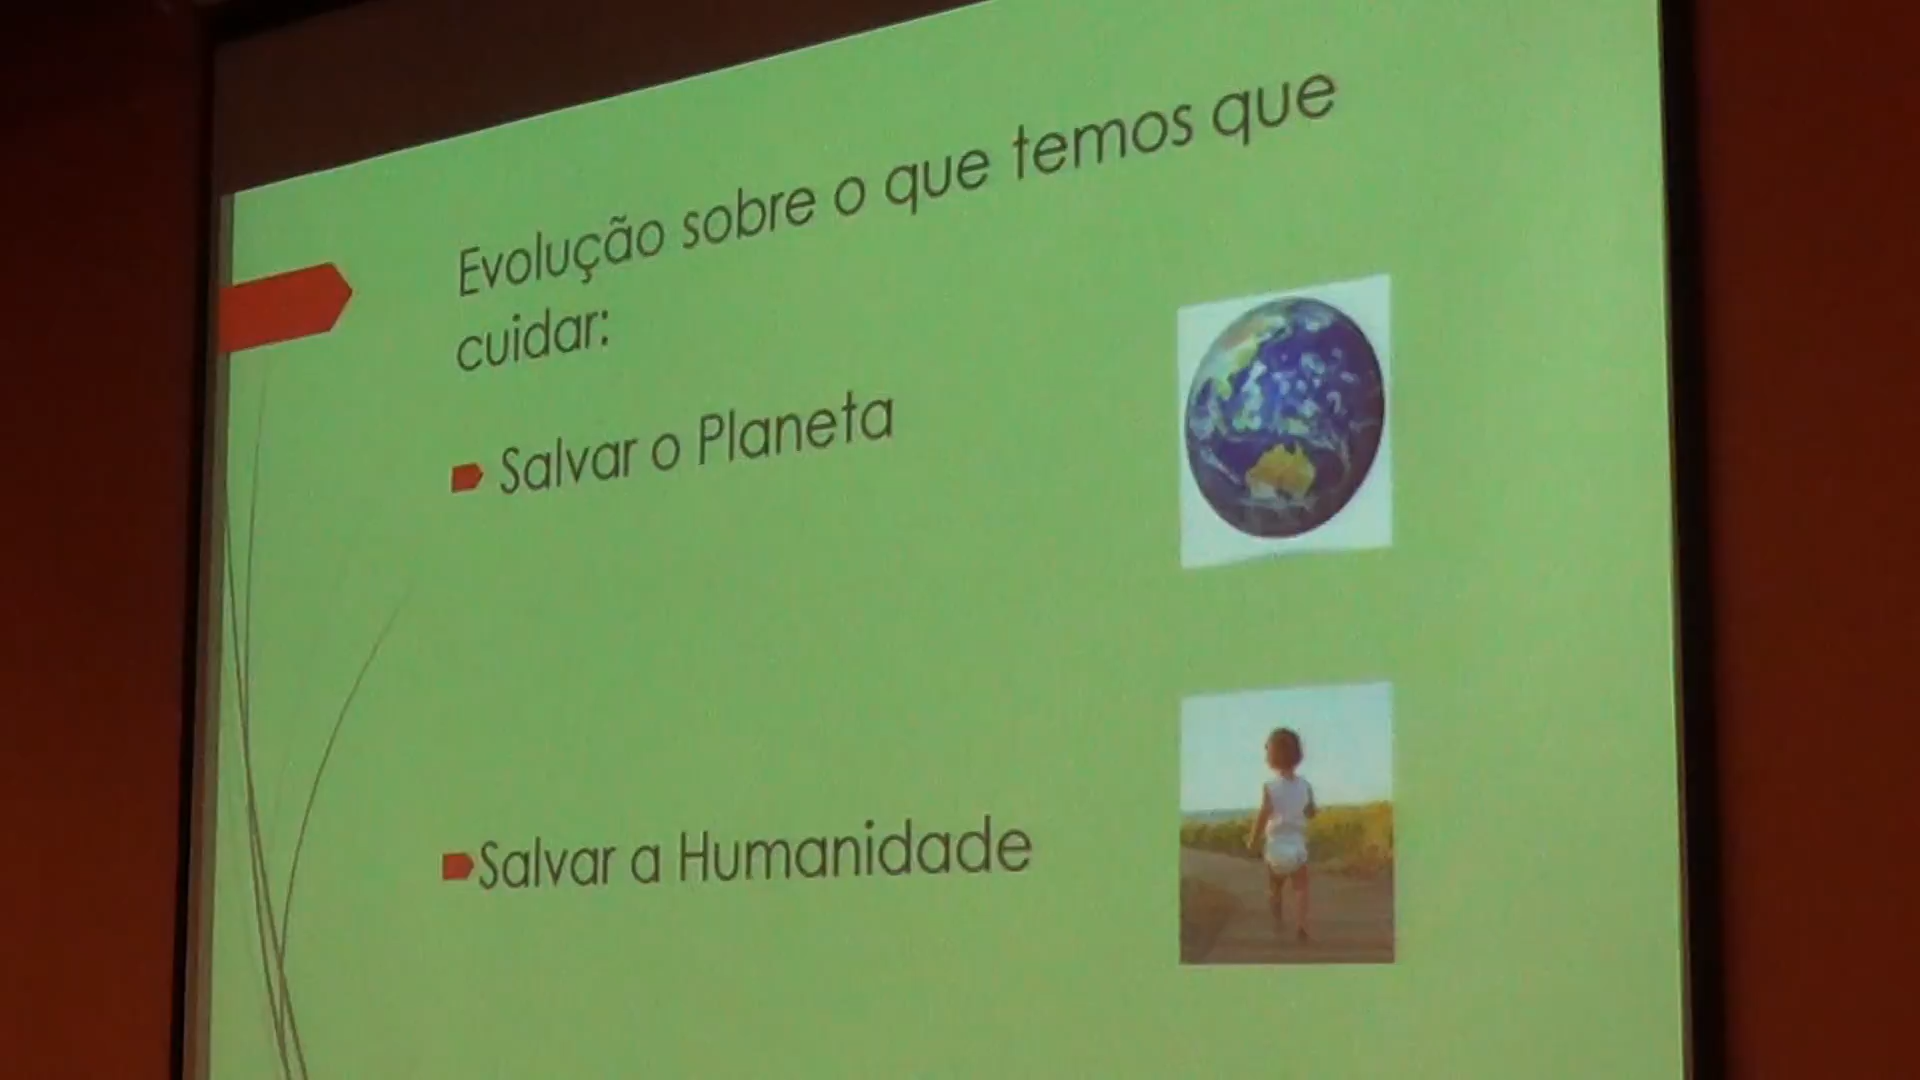 Evolução sobre o que temos que
cuidar:
Salvar o Planeta
Salvar a Humanidade